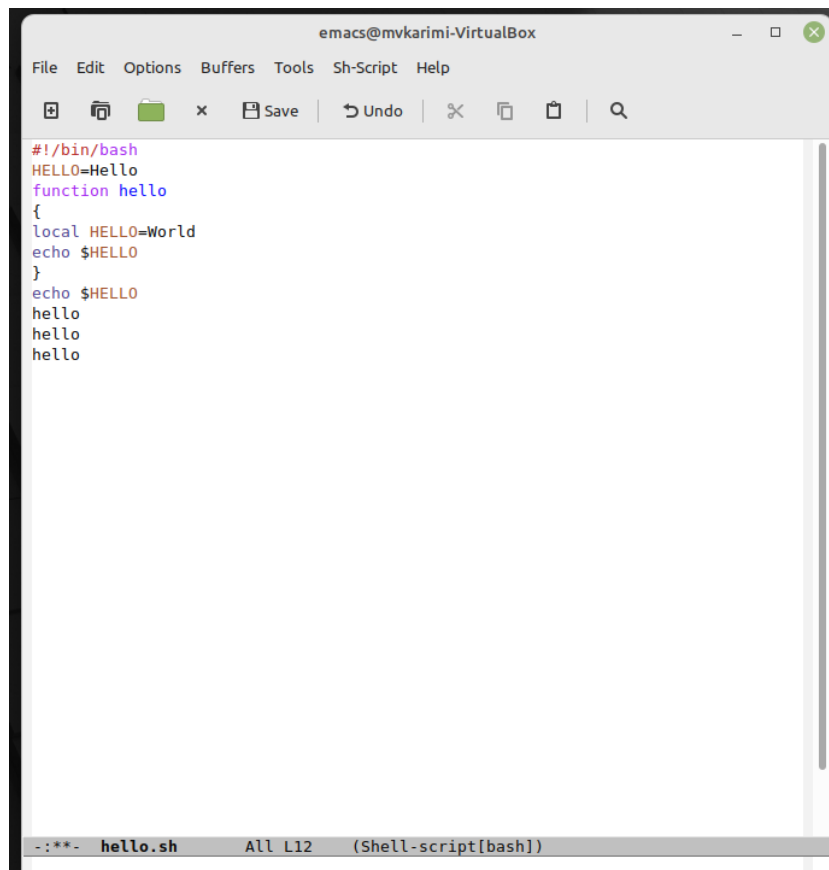 emacs@mvkarimi-VirtualBox
File Edit Options Buffers Tools Sh-Script Help
Save Undo
#!/bin/bash
HELLO=Hello
function hello
{
local HELLO=World
echo $HELLO
}
echo $HELLO
hello
hello
hello
-:**- hello.sh All L12 (Shell-script[bash])